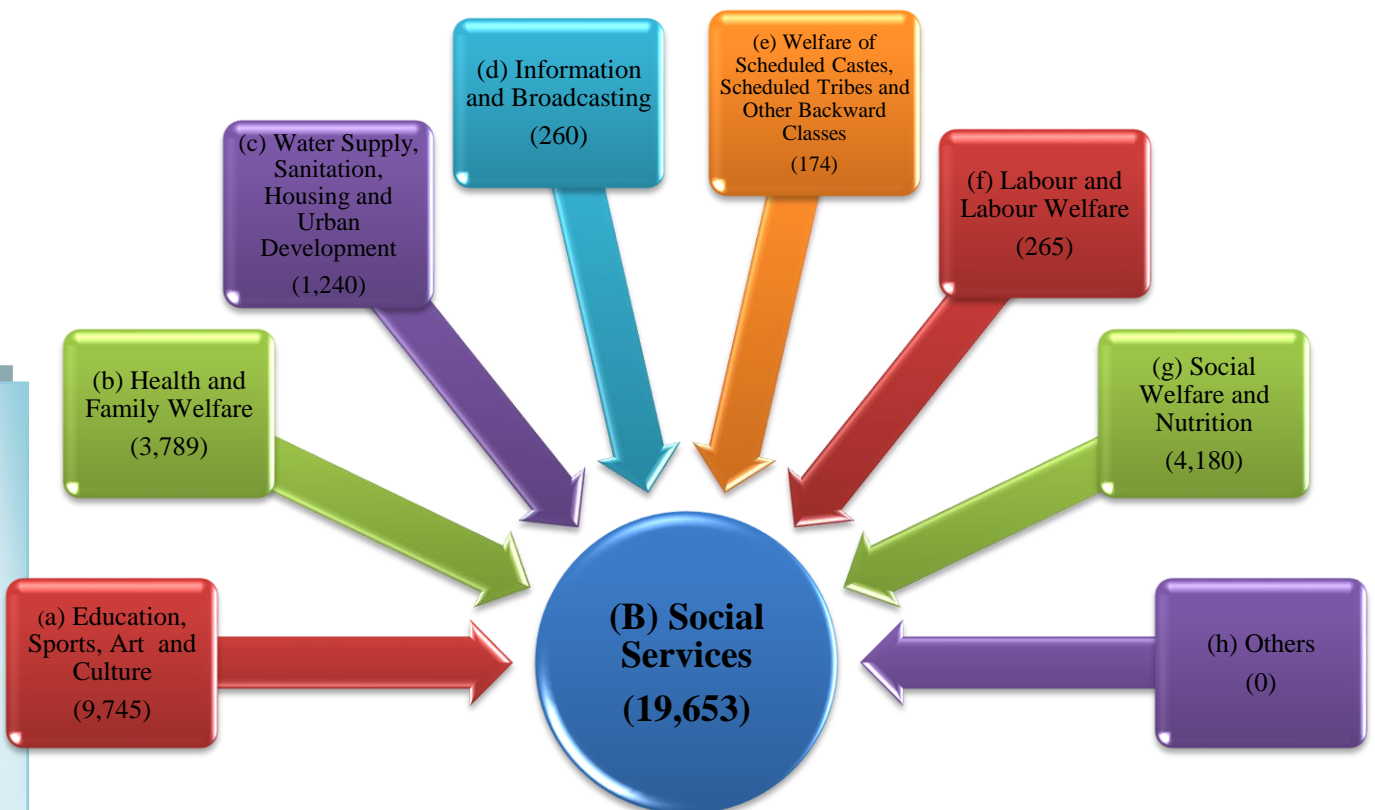 (a) Education,
Sports, Art and
Culture
(9,745)
(b) Health and
Family Welfare
(3,789)
(c) Water Supply,
Sanitation,
Housing and
Urban
Development
(1,240)
(d) Information
and Broadcasting
(260)
(e) Welfare of
Scheduled Castes,
Scheduled Tribes and
Other Backward
Classes
(174)
(f) Labour and
Labour Welfare
(265)
(g) Social
Welfare and
Nutrition
(4,180)
(h) Others
(0)
(B) Social
Services
(19,653)